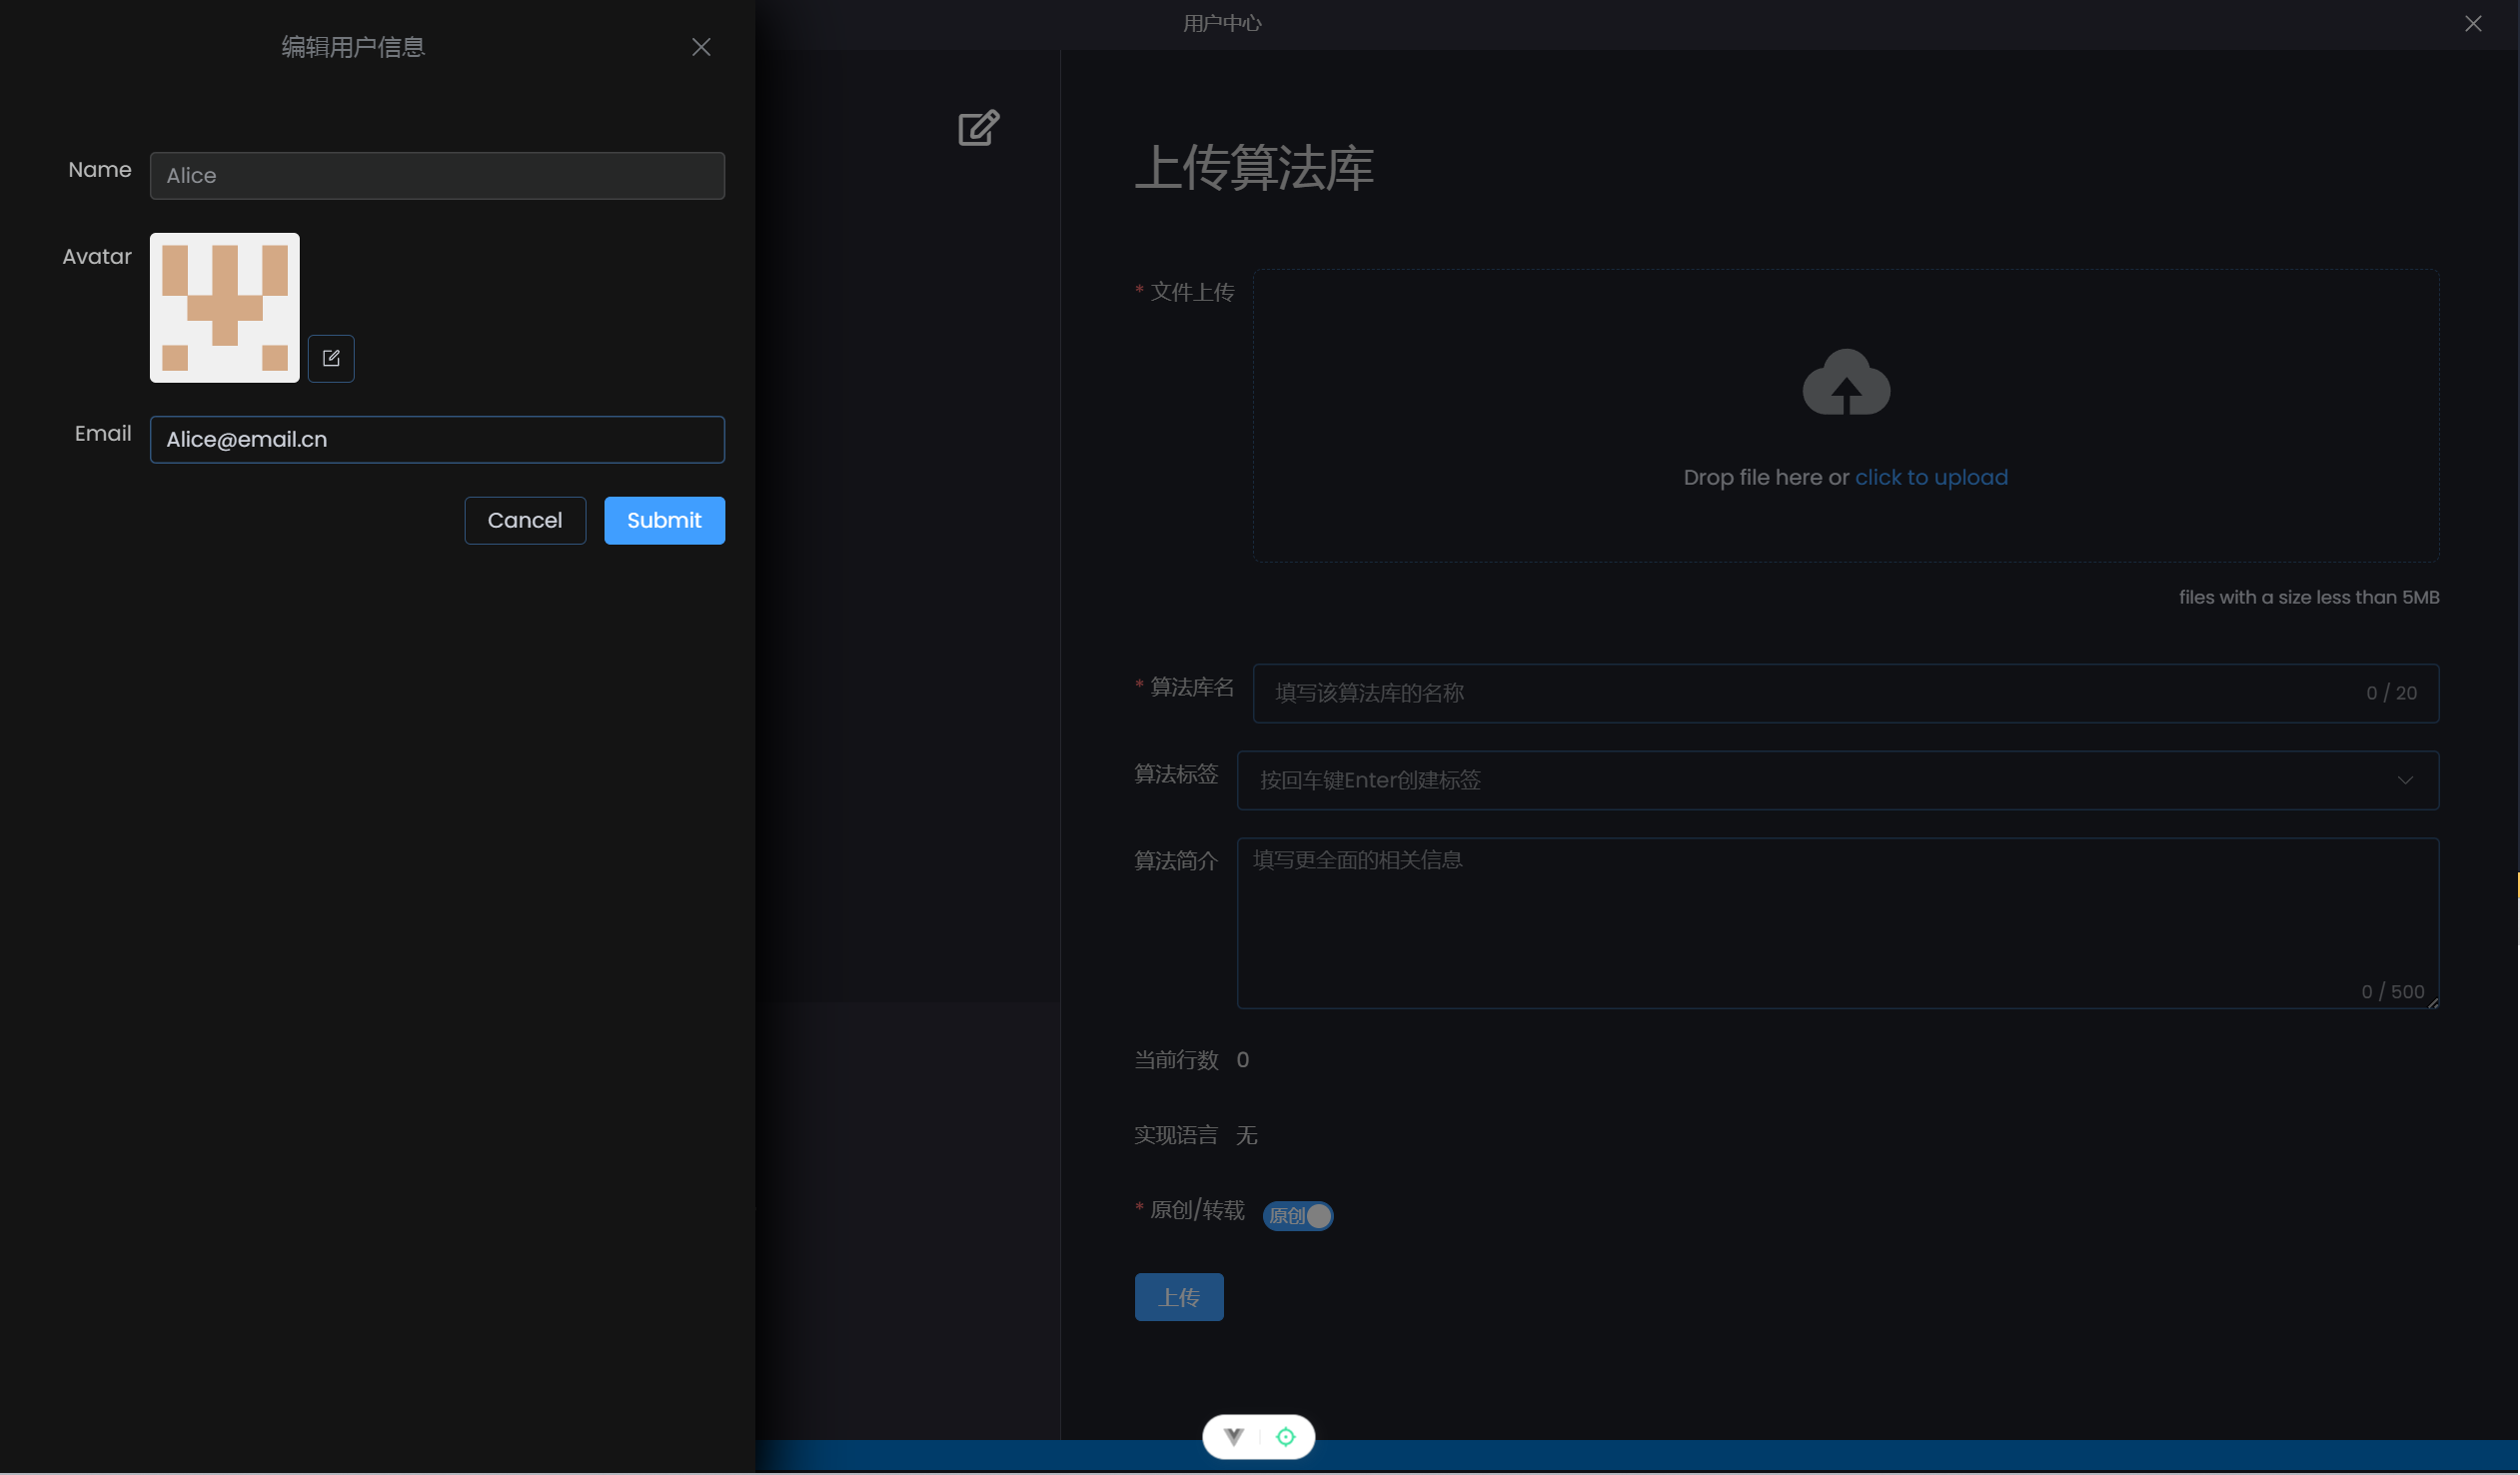 编辑用户信息
Name
Alice
Avatar
Email
Alice@email.cn
Cancel
Submit
用户中心
上传算法库
* 文件上传
Drop file here or click to upload
files with a size less than 5MB
* 算法库名
填写该算法库的名称
0 / 20
算法标签
按回车键Enter创建标签
算法简介
填写更全面的相关信息
0 / 500
当前行数 0
实现语言 无
* 原创/转载
原创
上传